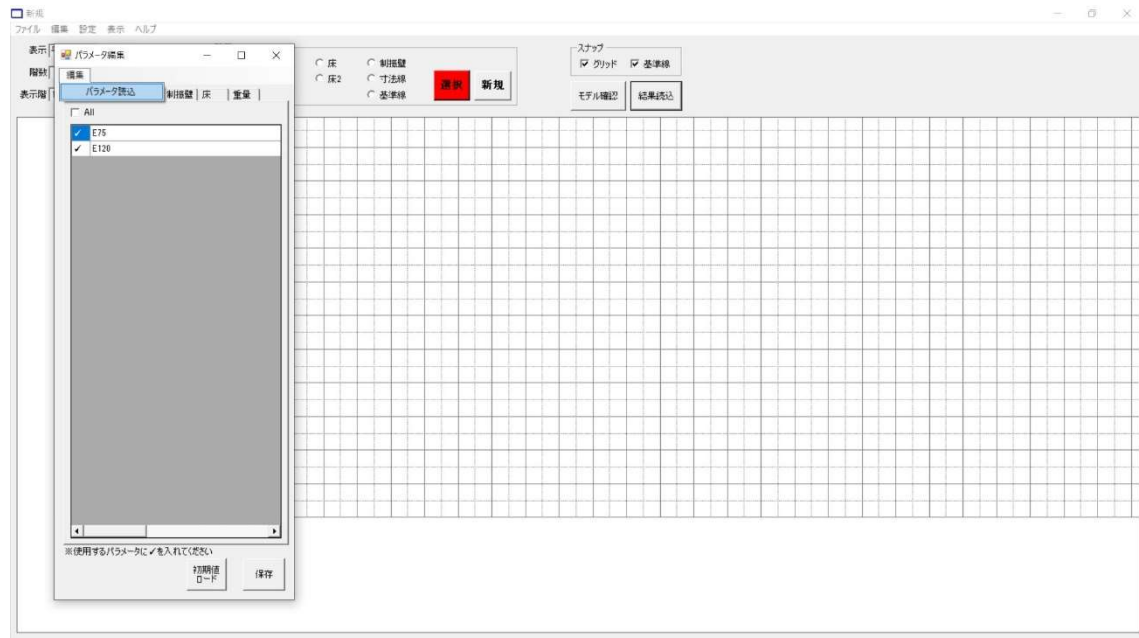 新規
ファイル 編集 設定 表示 ヘルプ
表示
階数
表示階
パラメータ編集
編集
パラメータ読込
制振壁 床 重量
All
E75
E120
※使用するパラメータに✓を入れてください
初期値
ロード
保存
床 制振壁
床2 寸法線
基準線
選択 新規
スナップ
グリッド 基準線
モデル確認 結果読込